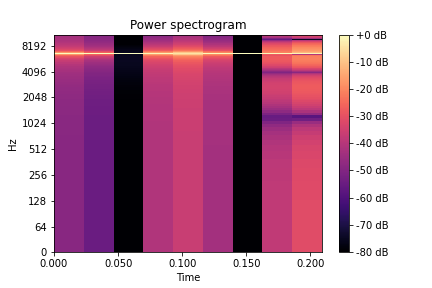 Power spectrogram
Hz
8192
4096
2048
1024
512
256
128
64
0
0.000 0.050 0.100 0.150 0.200
Time
+0 dB
-10 dB
-20 dB
-30 dB
-40 dB
-50 dB
-60 dB
-70 dB
-80 dB